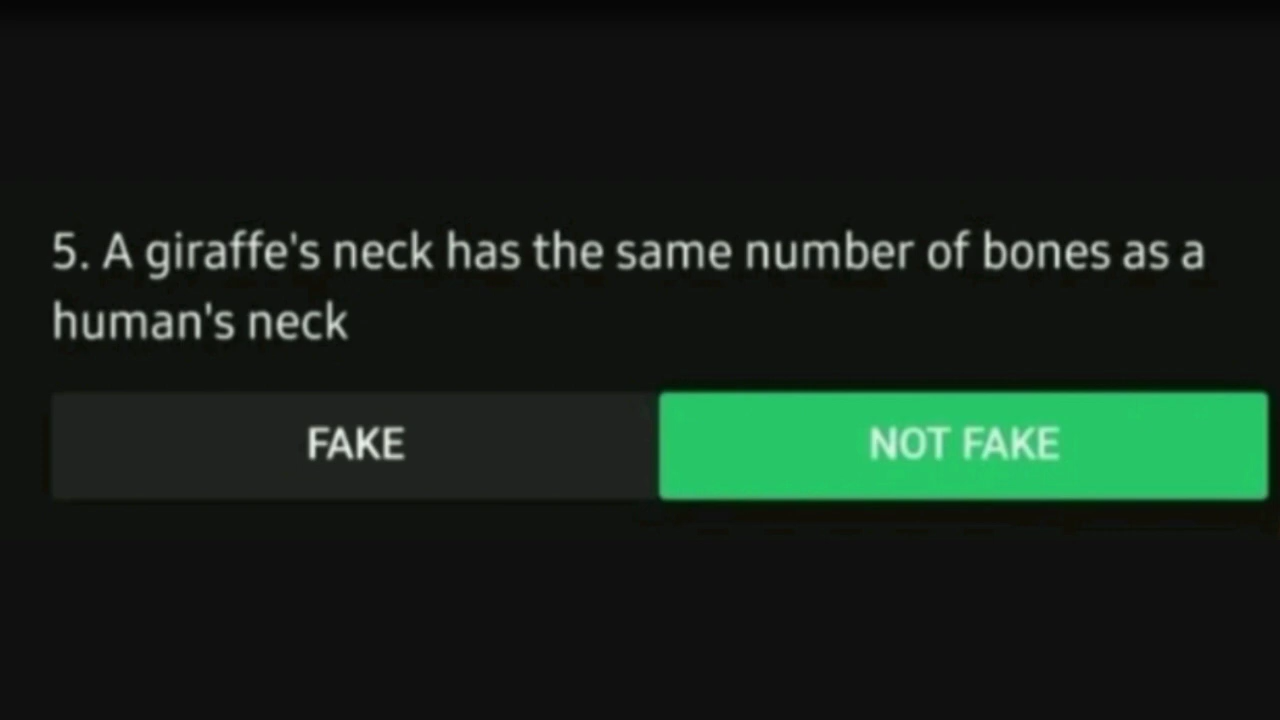 5. A giraffe's neck has the same number of bones as a
human's neck
FAKE
NOT FAKE